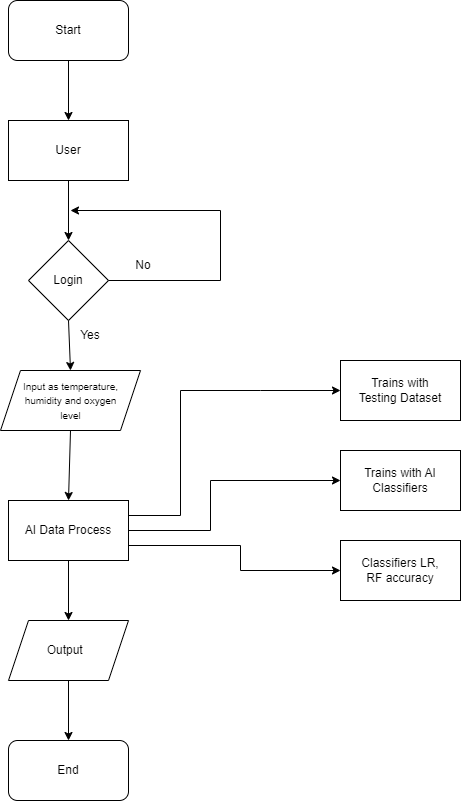 Start
User
Login
No
Yes
Input as temperature,
humidity and oxygen
level
Trains with
Testing Dataset
Trains with AI
Classifiers
AI Data Process
Classifiers LR,
RF accuracy
Output
End